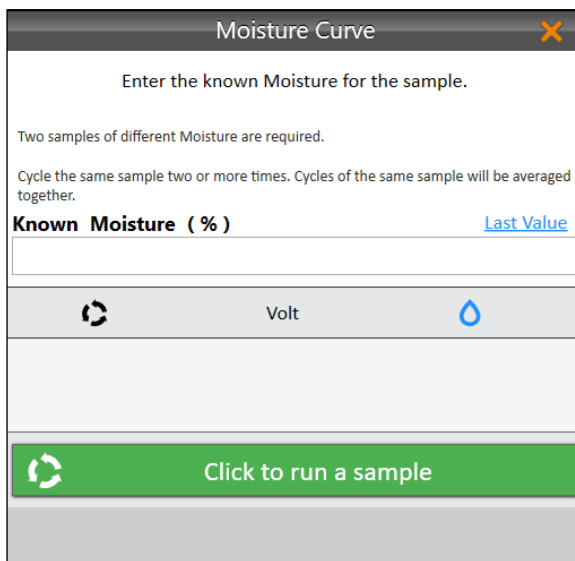 Moisture Curve
Enter the known Moisture for the sample.
Two samples of different Moisture are required.
Cycle the same sample two or more times. Cycles of the same sample will be averaged
together.
Known Moisture ( % ) Last Value
Volt
Click to run a sample